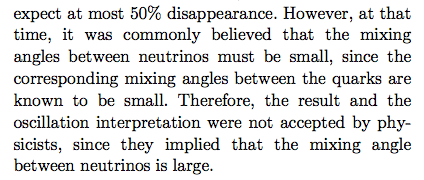 expect at most 50% disappearance. However, at that
time, it was commonly believed that the mixing
angles between neutrinos must be small, since the
corresponding mixing angles between the quarks are
known to be small. Therefore, the result and the
oscillation interpretation were not accepted by phy-
sicists, since they implied that the mixing angle
between neutrinos is large.